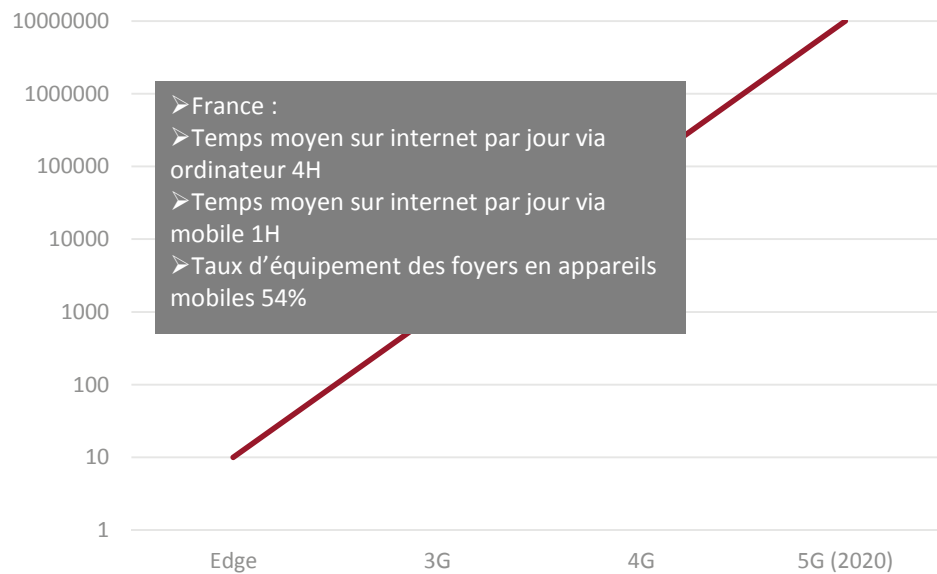 10000000
1000000
100000
10000
1000
100
10
1
➢France :
➢Temps moyen sur internet par jour via
ordinateur 4H
➢Temps moyen sur internet par jour via
mobile 1H
➢Taux d’équipement des foyers en appareils
mobiles 54%
Edge
3G
4G
5G (2020)